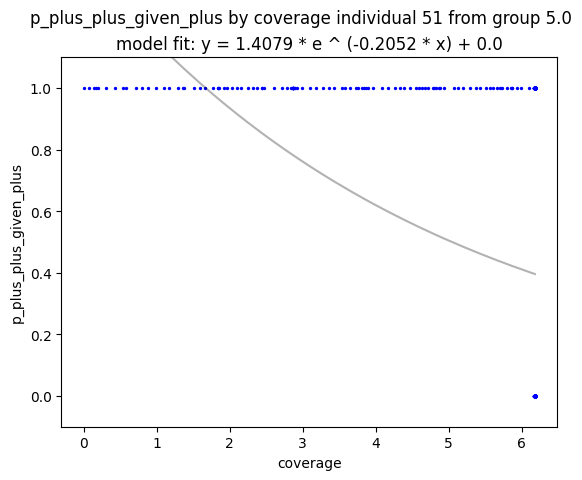 p_plus_plus_given_plus by coverage individual 51 from group 5.0
model fit: y = 1.4079 * e ^ (-0.2052 * x) + 0.0
1.0
0.8
0.6
0.4
0.2
0.0
p_plus_plus_given_plus
0 1 2 3 4 5 6
coverage